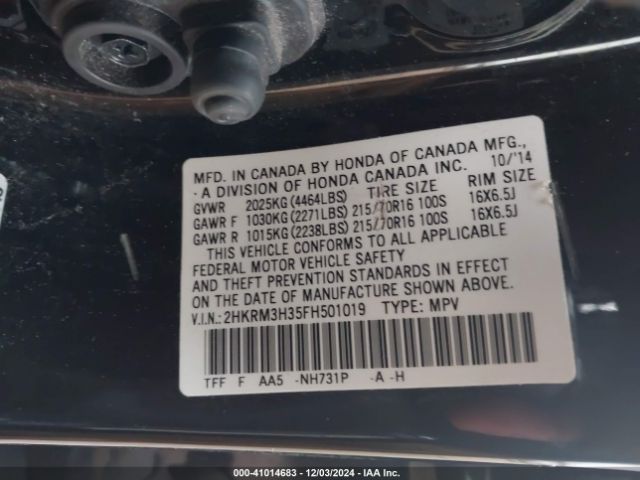 MFD. IN CANADA BY HONDA OF CANADA MFG.,
-A DIVISION OF HONDA CANADA INC. 10/'14
GVWR 2025KG(4464LBS) TIRE SIZE RIM SIZE
GAWR F 1030KG(2271LBS) 215/70R16 100S 16X6.5J
GAWR R 1015KG(2238LBS) 215/70R16 100S 16X6.5J
THIS VEHICLE CONFORMS TO ALL APPLICABLE
FEDERAL MOTOR VEHICLE SAFETY
AND THEFT PREVENTION STANDARDS IN EFFECT
ON THE DATE OF MANUFACTURE SHOWN ABOVE.
V.I.N.: 2HKRM3H35FH501019 TYPE: MPV
TFF F AA5 -NH731P -A -H
000-41014683 - 12/03/2024 - IAA Inc.